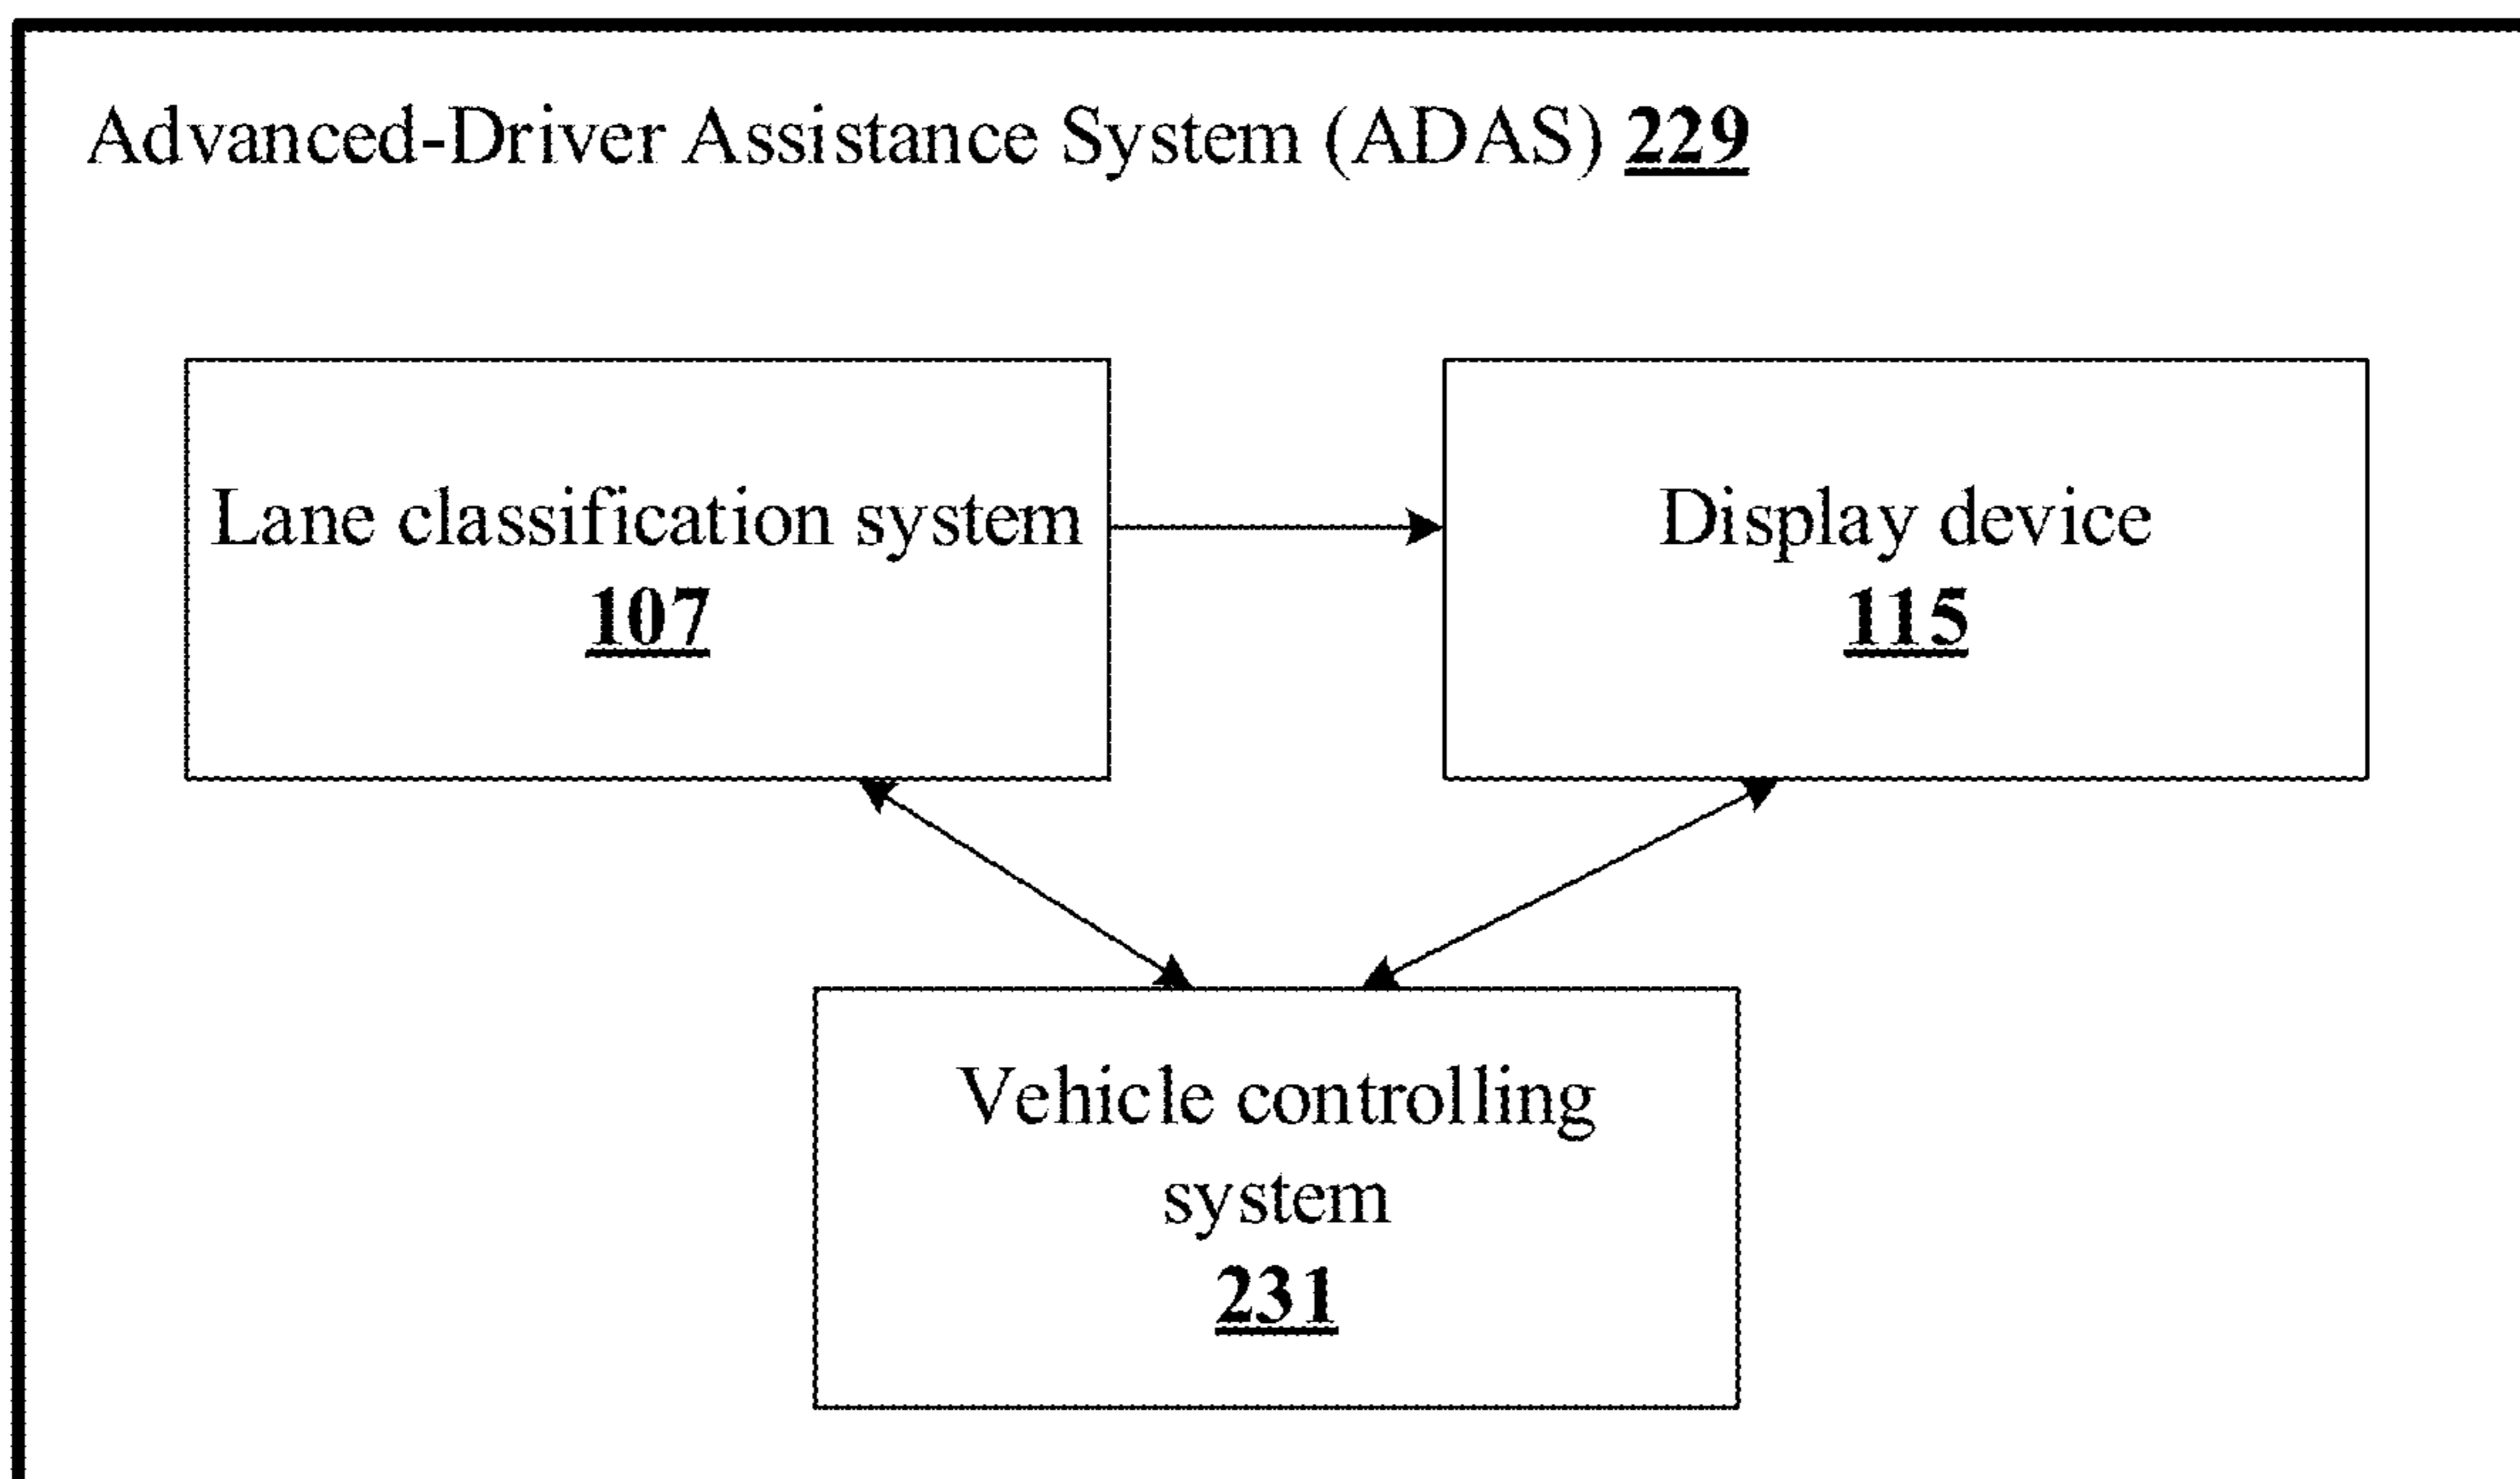 Advanced-Driver Assistance System (ADAS) 229
Lane classification system
107
Display device
115
Vehicle controlling
system
231